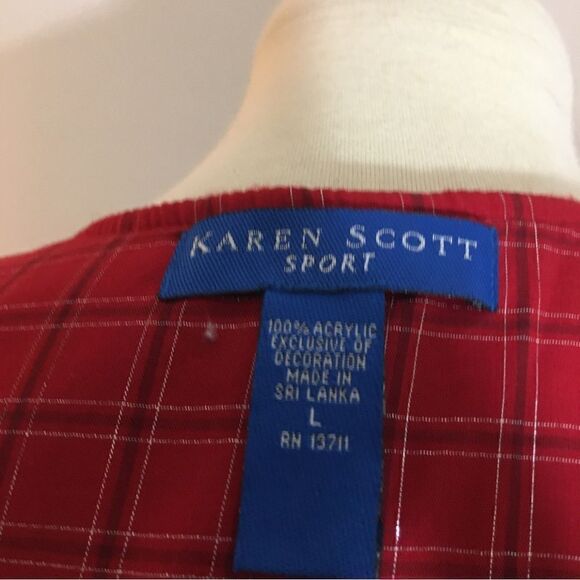 KAREN SCOTT
SPORT
100% ACRYLIC
EXCLUSIVE OF
DECORATION
MADE IN
SRI LANKA
L
RN 13711